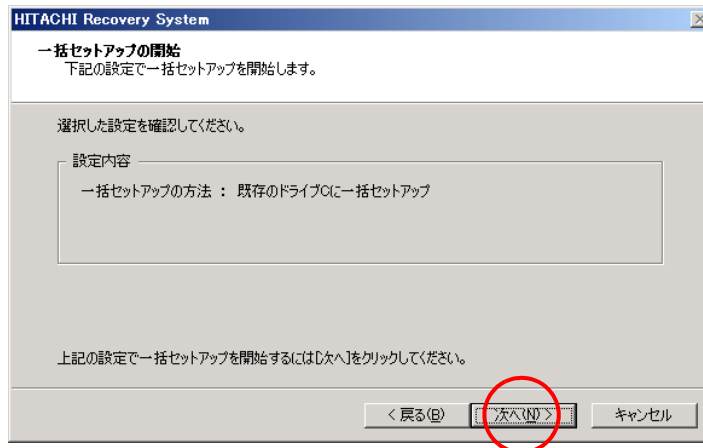 HITACHI Recovery System
一括セットアップの開始
下記の設定で一括セットアップを開始します。
選択した設定を確認してください。
設定内容
一括セットアップの方法 ： 既存のドライブCに一括セットアップ
上記の設定で一括セットアップを開始するには[次へ]をクリックしてください。
< 戻る(B) 次へ(N) > キャンセル